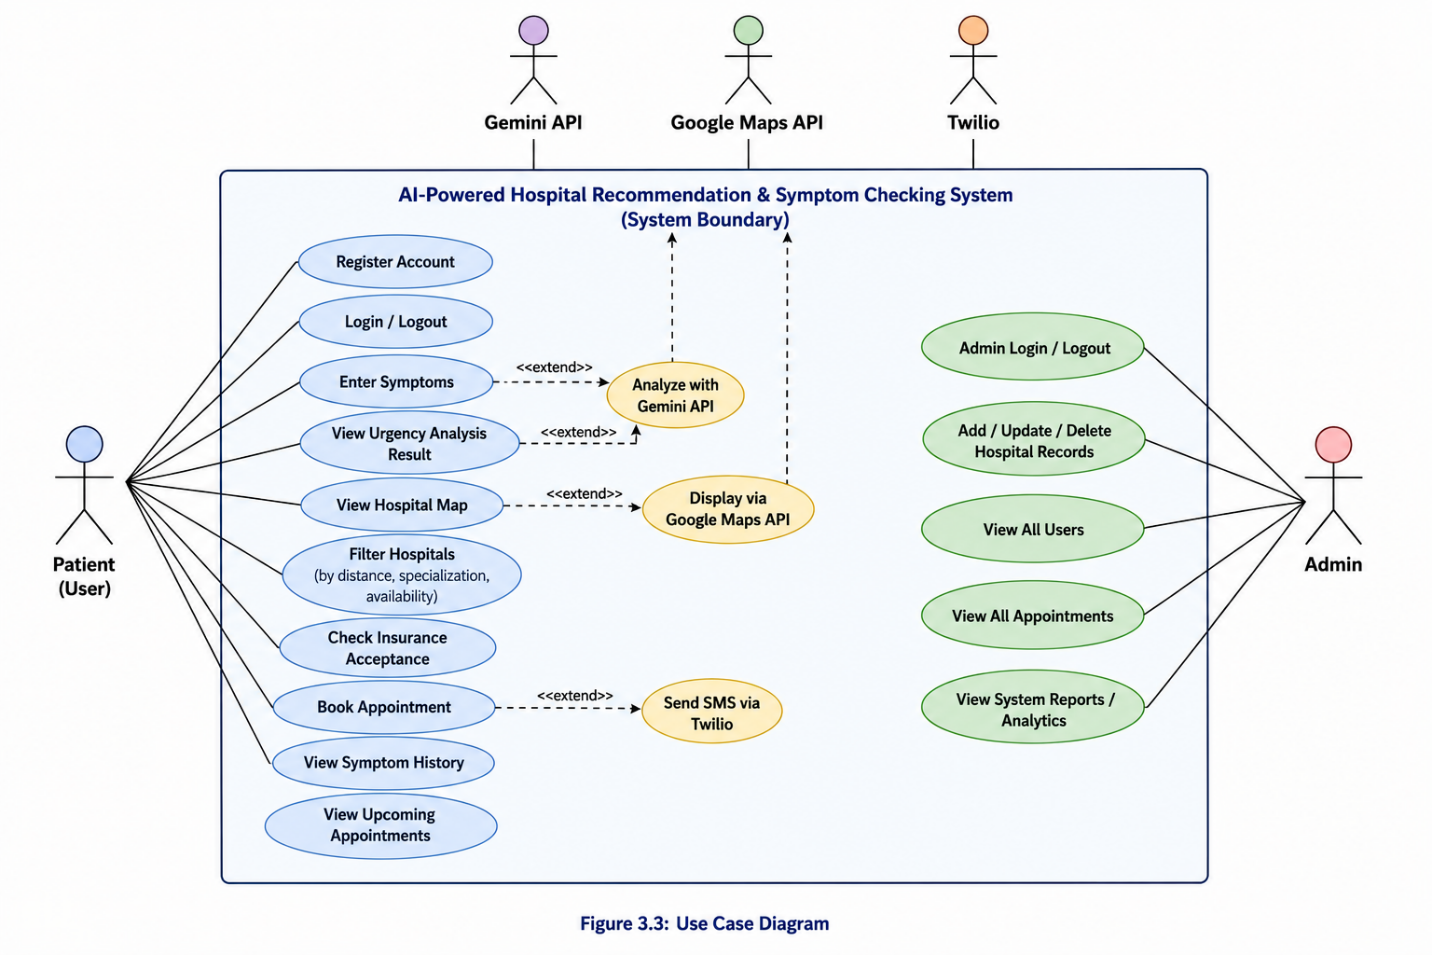 Gemini API
Google Maps API
Twilio
AI-Powered Hospital Recommendation & Symptom Checking System
(System Boundary)
Register Account
Login / Logout
Enter Symptoms
<<extend>>
Analyze with
Gemini API
View Urgency Analysis
Result
<<extend>>
View Hospital Map
<<extend>>
Display via
Google Maps API
Filter Hospitals
(by distance, specialization,
availability)
Check Insurance
Acceptance
Book Appointment
<<extend>>
Send SMS via
Twilio
View Symptom History
View Upcoming
Appointments
Admin Login / Logout
Add / Update / Delete
Hospital Records
View All Users
View All Appointments
View System Reports /
Analytics
Patient
(User)
Admin
Figure 3.3: Use Case Diagram